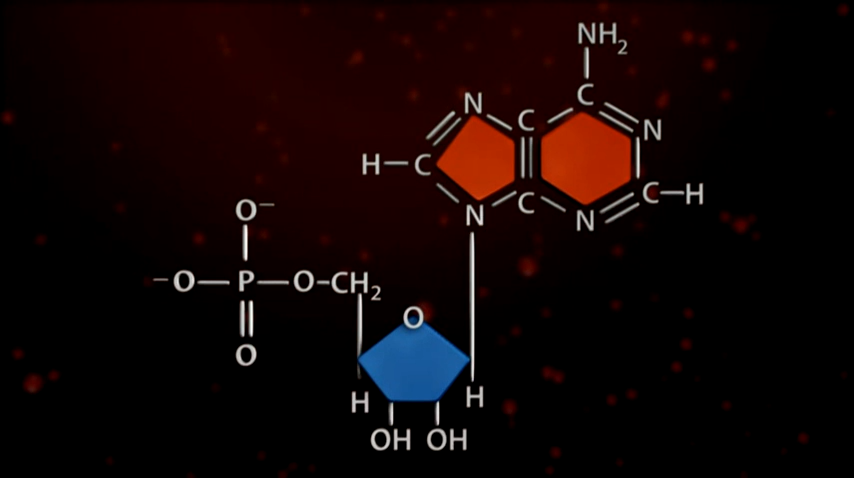 NH₂
N C C N
H–C C–H
N C N
O⁻
⁻O–P–O–CH₂
O O
H H
OH OH